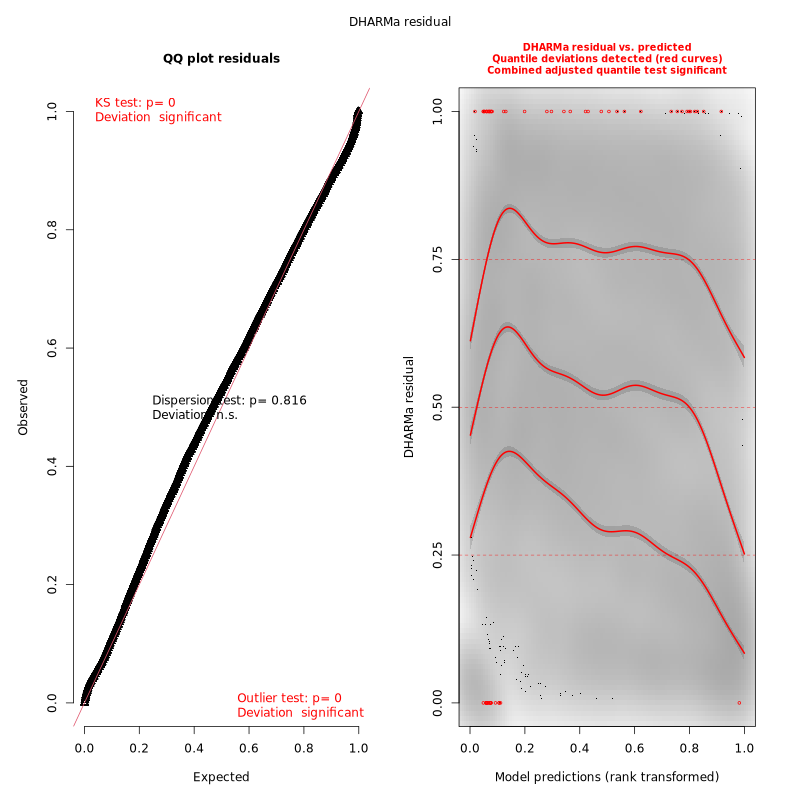 DHARMa residual
QQ plot residuals
KS test: p= 0
Deviation significant
Dispersion test: p= 0.816
Deviation n.s.
Outlier test: p= 0
Deviation significant
Observed
0.0
0.2
0.4
0.6
0.8
1.0
0.0 0.2 0.4 0.6 0.8 1.0
Expected
DHARMa residual vs. predicted
Quantile deviations detected (red curves)
Combined adjusted quantile test significant
DHARMa residual
0.00
0.25
0.50
0.75
1.00
0.0 0.2 0.4 0.6 0.8 1.0
Model predictions (rank transformed)